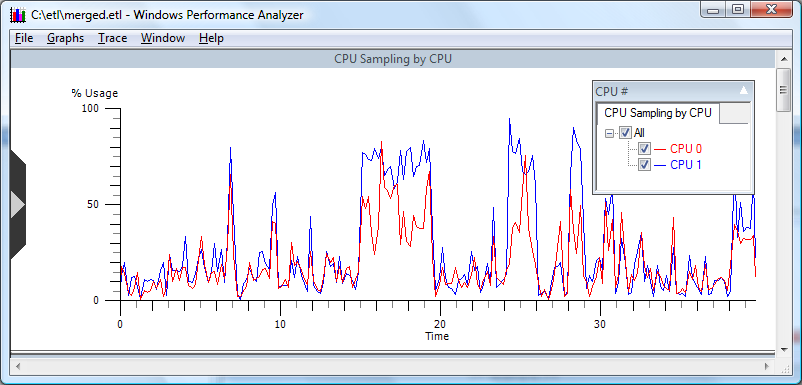 C:\etl\merged.etl - Windows Performance Analyzer
File Graphs Trace Window Help
CPU Sampling by CPU
% Usage
100
50
0
0 10 20 30
Time
CPU #
CPU Sampling by CPU
All
CPU 0
CPU 1